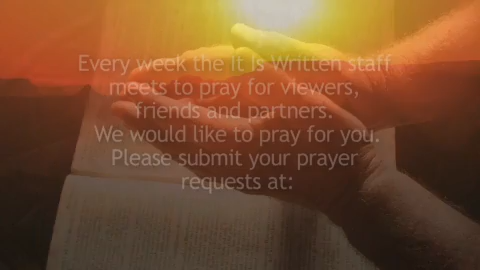 Every week the It Is Written staff
meets to pray for viewers,
friends and partners.
We would like to pray for you.
Please submit your prayer
requests at: